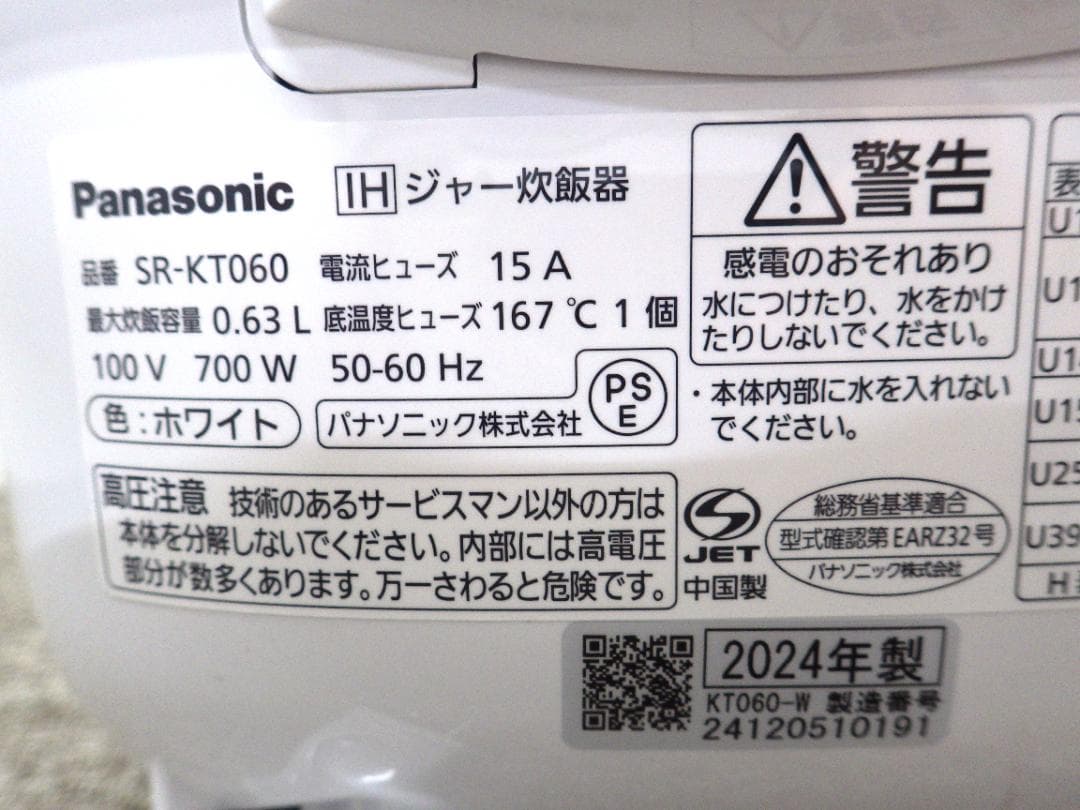 Panasonic IHジャー炊飯器
品番 SR-KT060 電流ヒューズ 15 A
最大炊飯容量 0.63 L 底温度ヒューズ 167 ℃ 1 個
100 V 700 W 50-60 Hz
色:ホワイト
パナソニック株式会社
PS
E
高圧注意 技術のあるサービスマン以外の方は
本体を分解しないでください。内部には高電圧
部分が数多くあります。万一さわると危険です。
警告
感電のおそれあり
水につけたり、水をかけ
たりしないでください。
・本体内部に水を入れない
でください。
JET
中国製
総務省基準適合
型式確認第 EARZ32号
パナソニック株式会社
表
U15
U25
U39
H
2024年製
KT060-W 製造番号
24120510191